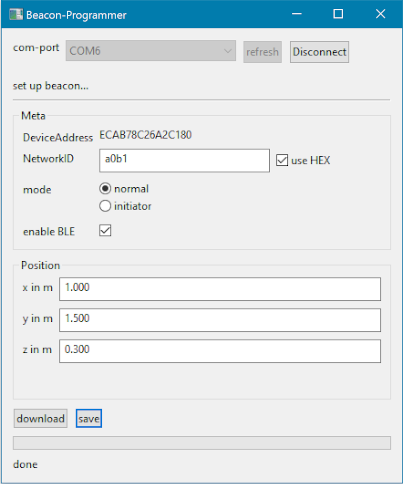 Beacon-Programmer
com-port COM6 refresh Disconnect
set up beacon...
Meta
DeviceAddress ECAB78C26A2C180
NetworkID a0b1 use HEX
mode normal
initiator
enable BLE
Position
x in m 1.000
y in m 1.500
z in m 0.300
download save
done